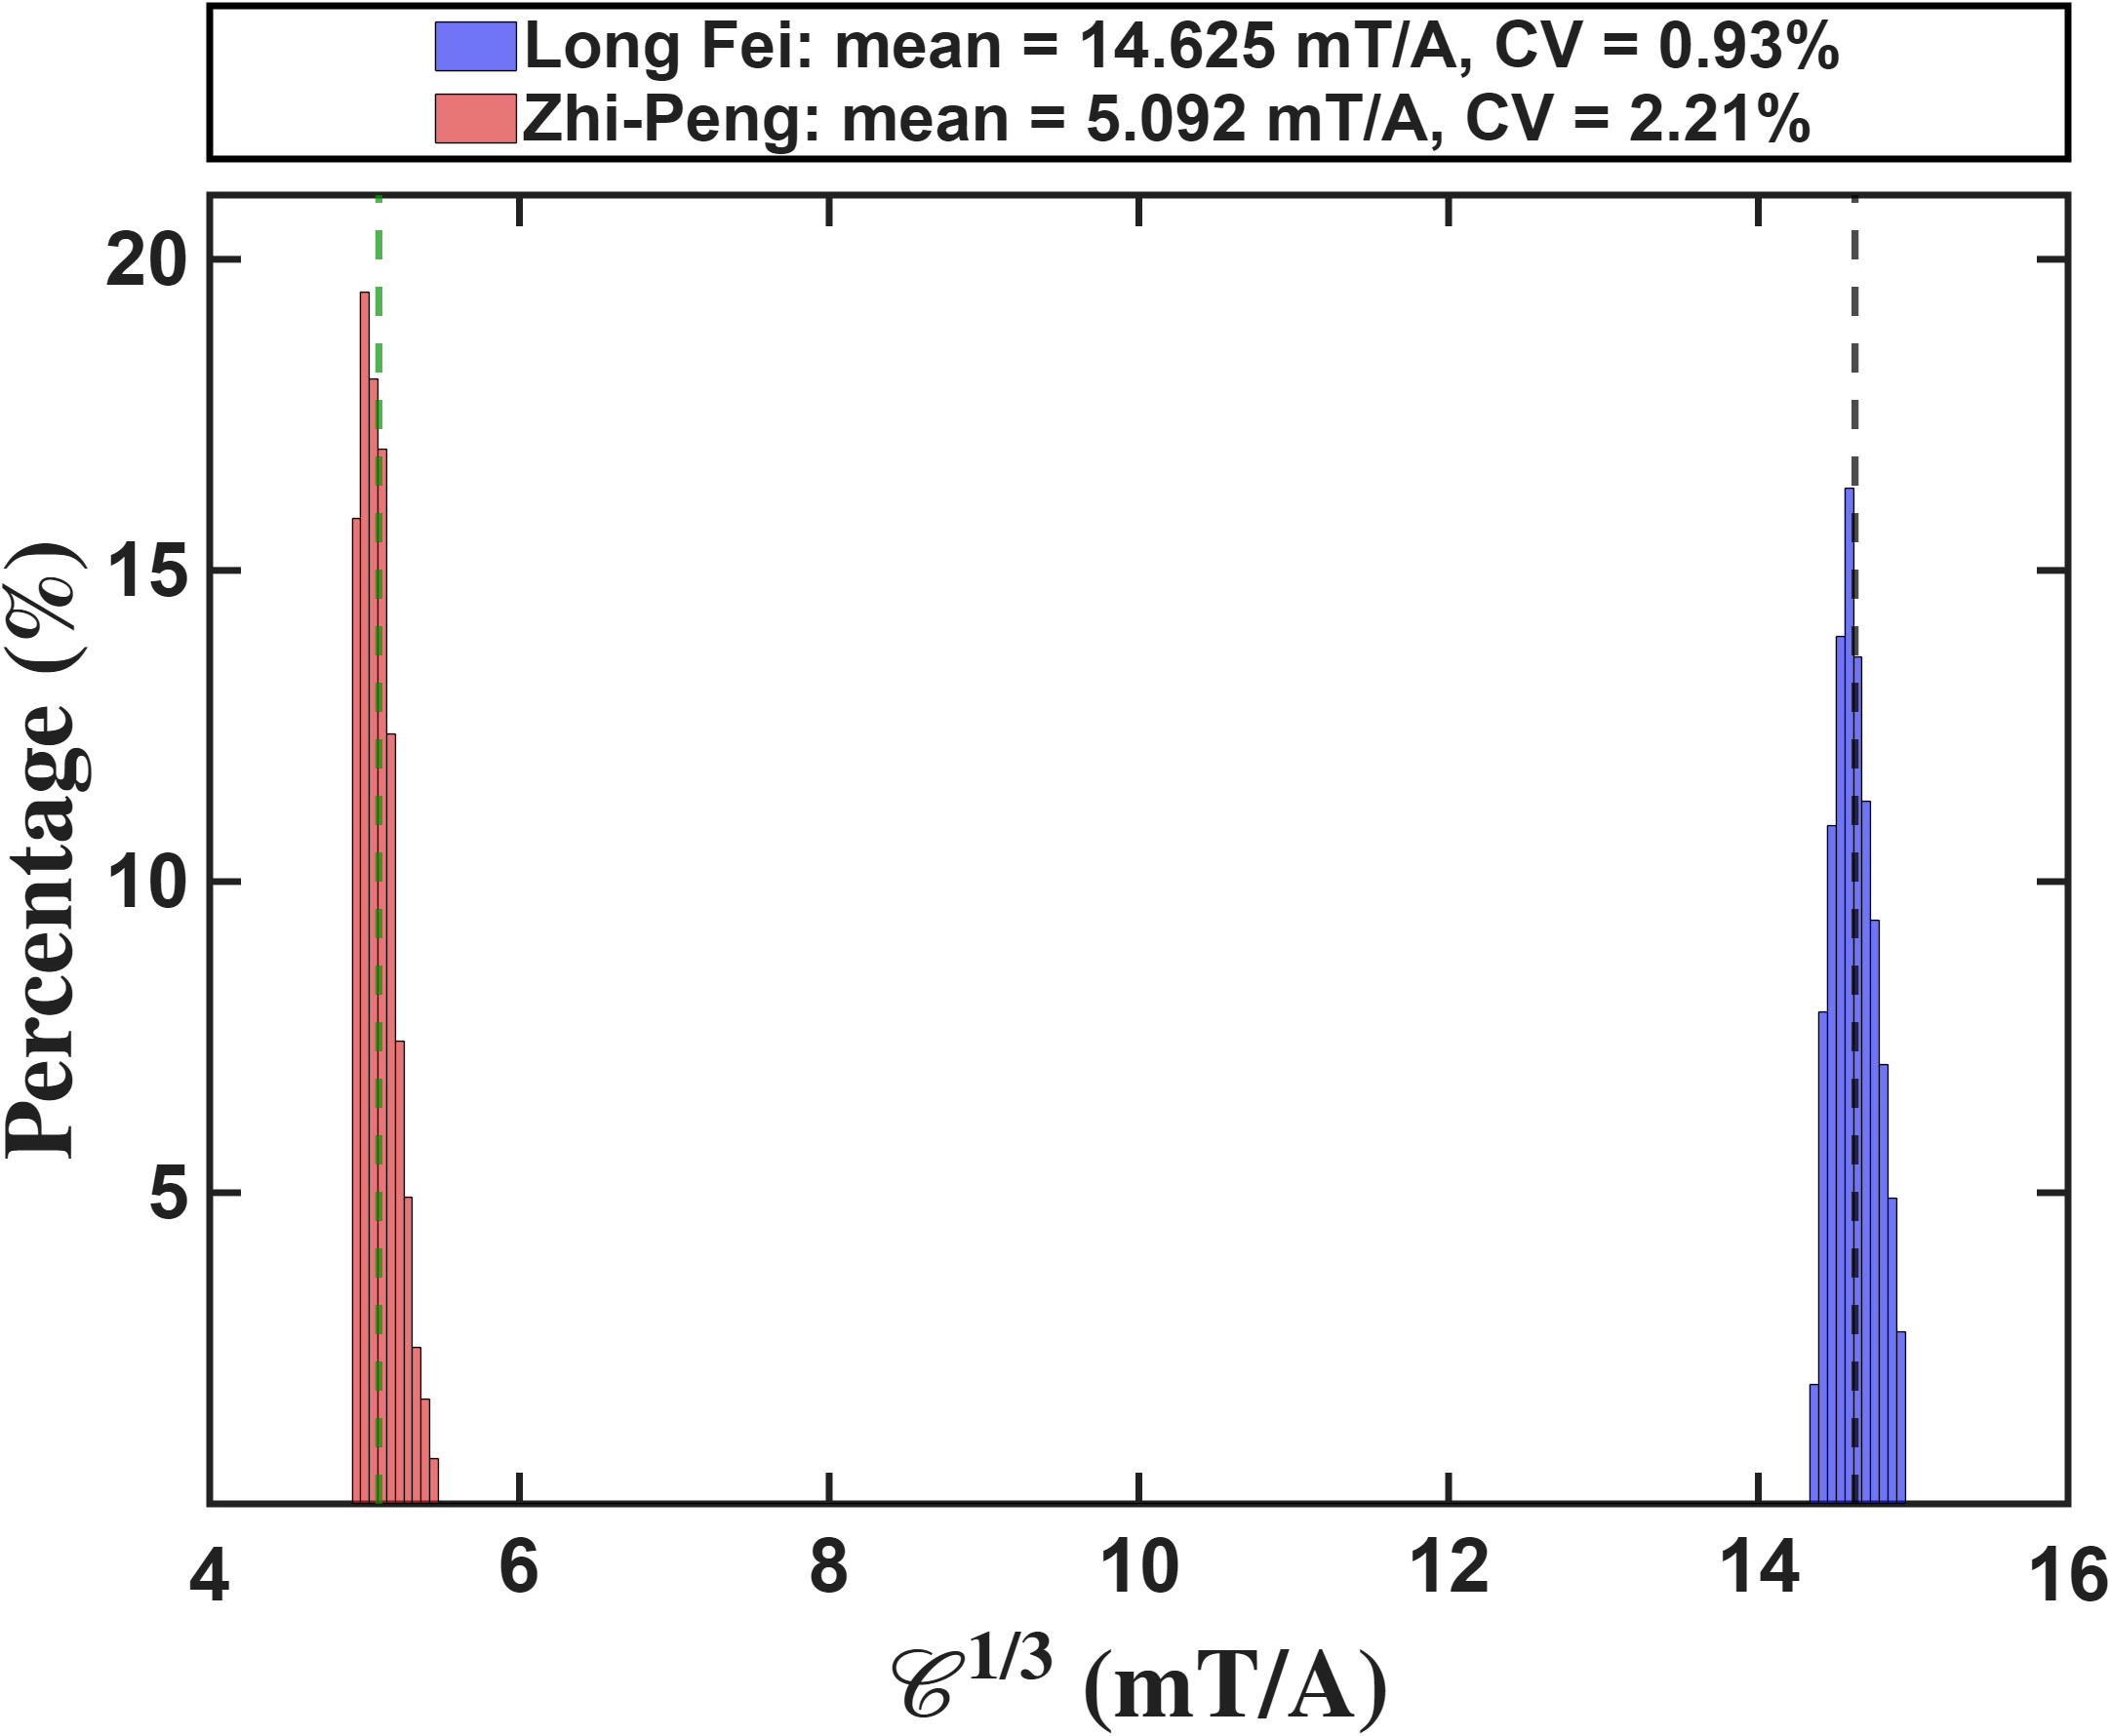 Long Fei: mean = 14.625 mT/A, CV = 0.93%
Zhi-Peng: mean = 5.092 mT/A, CV = 2.21%
20
15
10
5
Percentage (%)
4 6 8 10 12 14 16
𝒞^1/3 (mT/A)